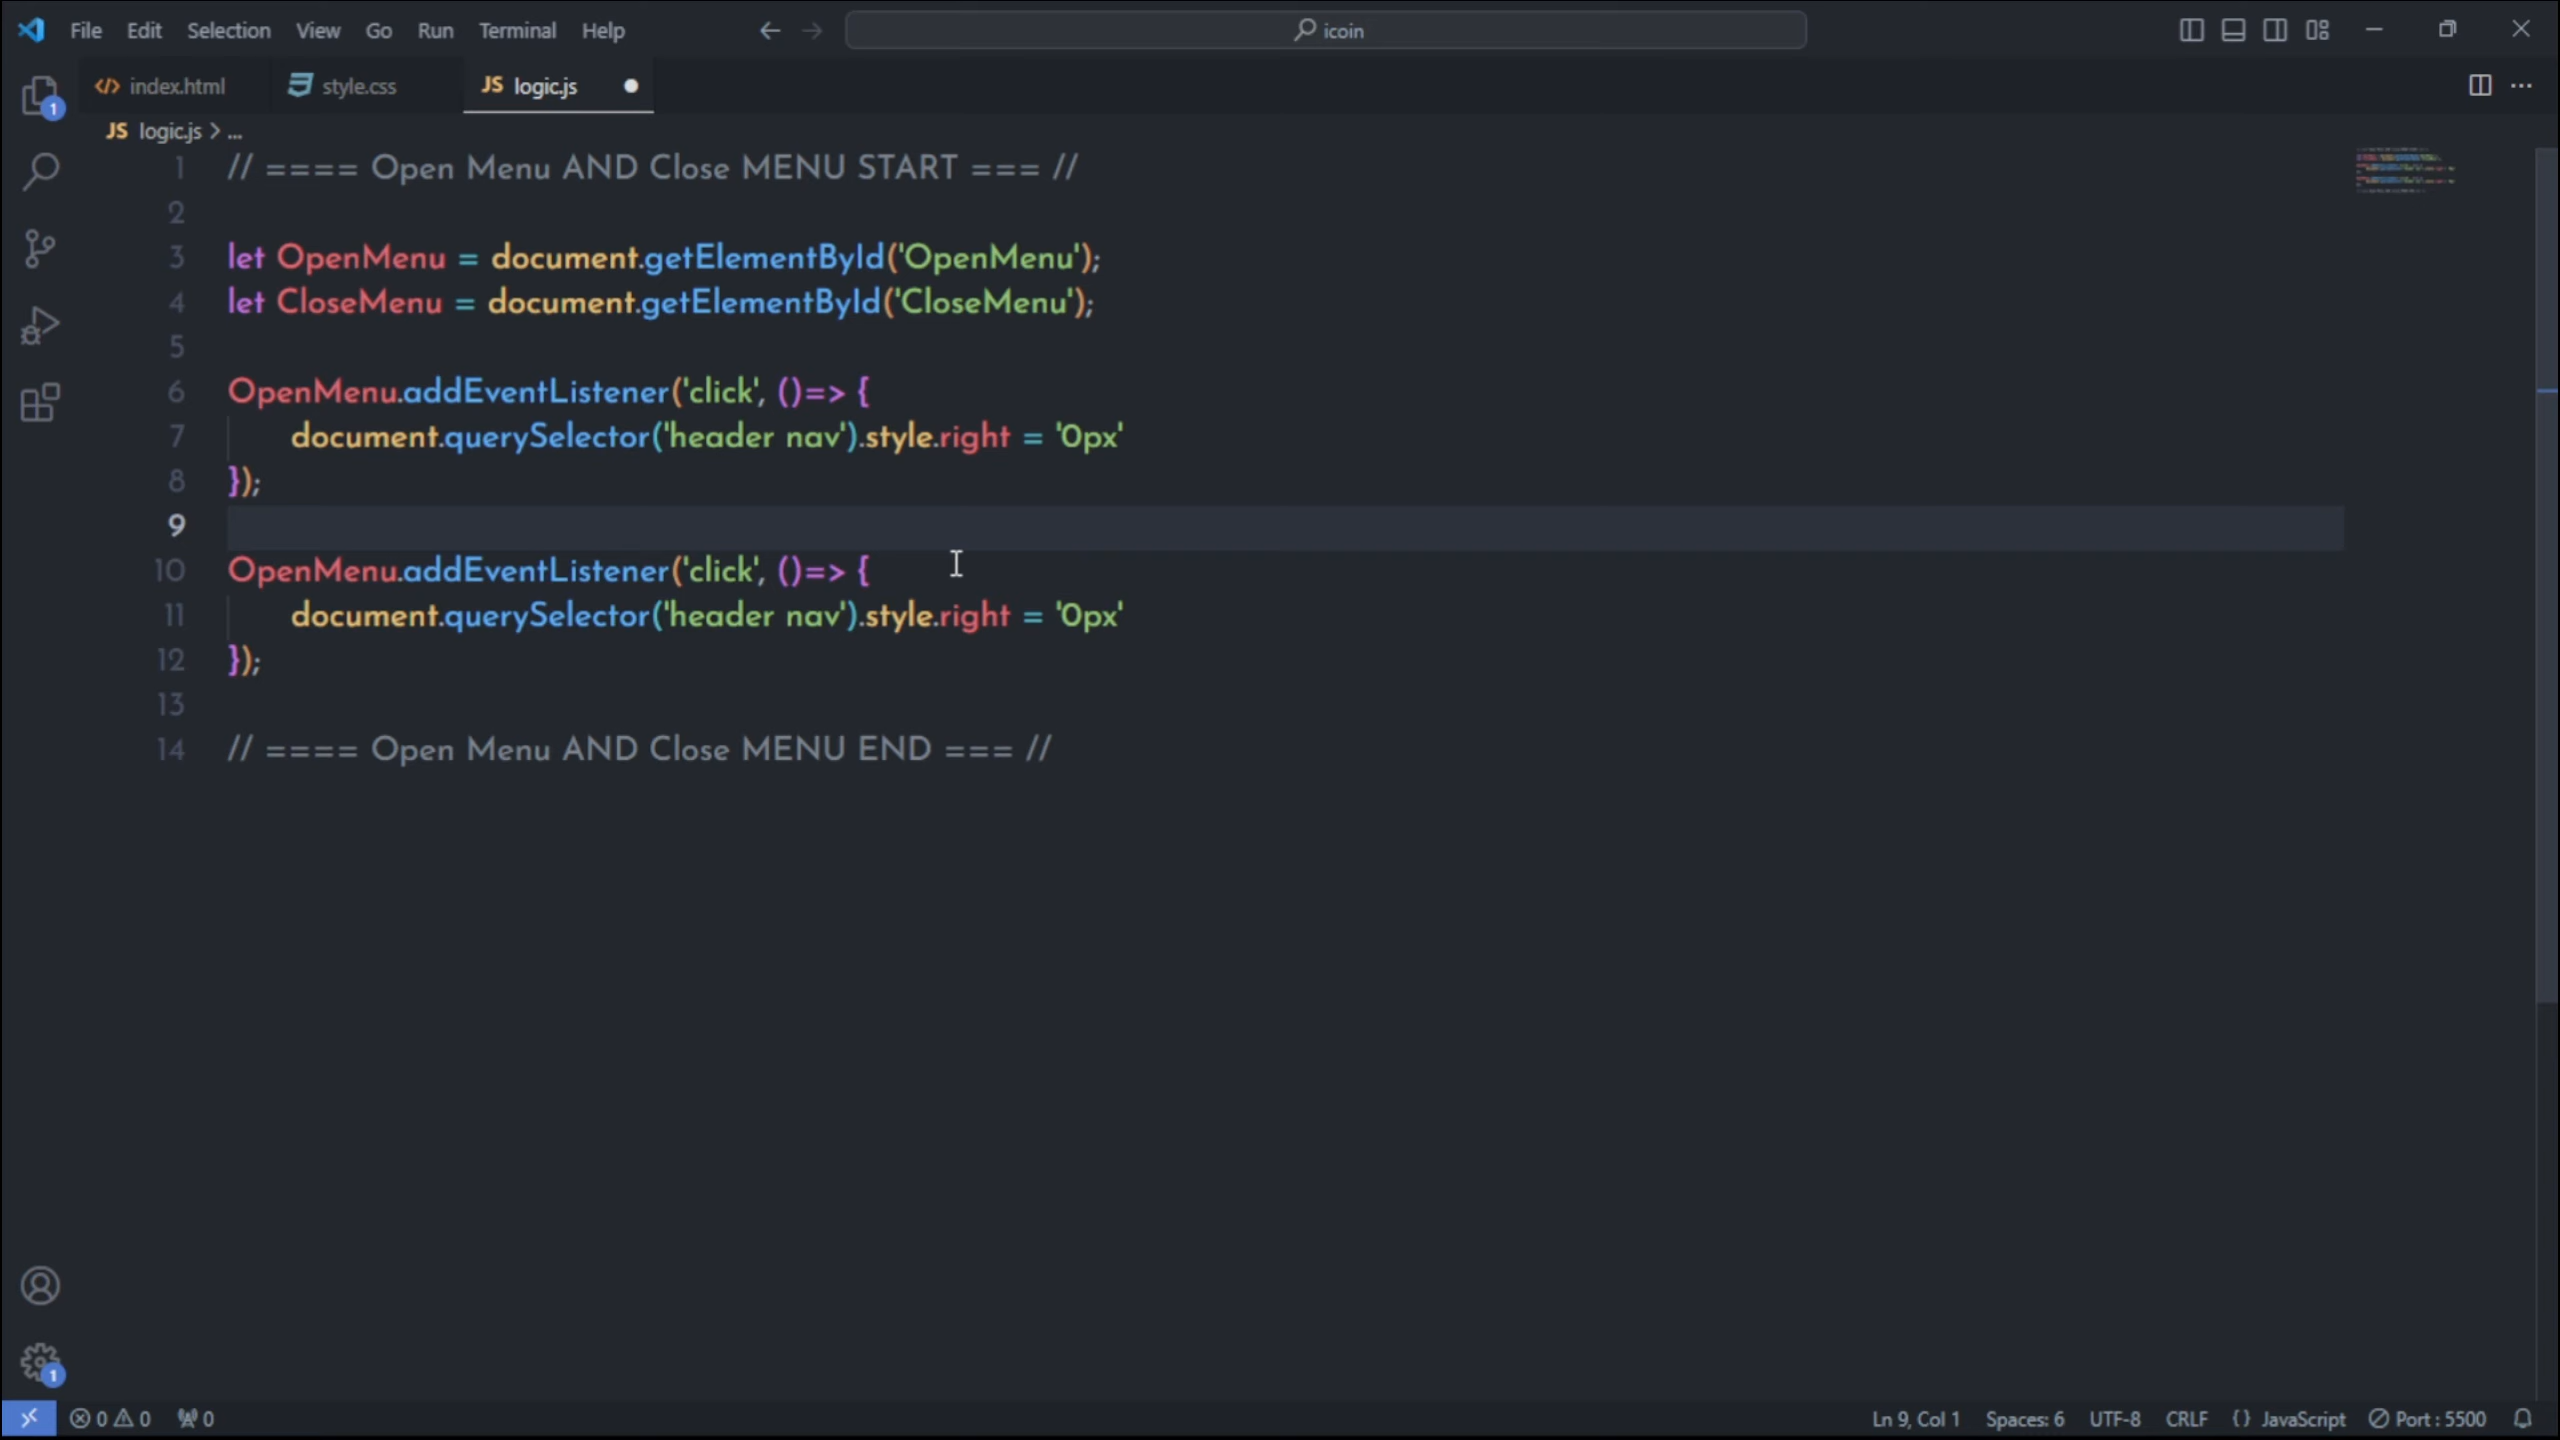 File Edit Selection View Go Run Terminal Help
icoin
index.html
style.css
JS logic.js
1
JS logic.js > ...
1 // ==== Open Menu AND Close MENU START === //
2
3 let OpenMenu = document.getElementById('OpenMenu');
4 let CloseMenu = document.getElementById('CloseMenu');
5
6 OpenMenu.addEventListener('click', ()=> {
7 document.querySelector('header nav').style.right = '0px'
8 });
9
10 OpenMenu.addEventListener('click', ()=> {
11 document.querySelector('header nav').style.right = '0px'
12 });
13
14 // ==== Open Menu AND Close MENU END === //
1
0 0 0 Ln 9, Col 1 Spaces: 6 UTF-8 CRLF {} JavaScript Port : 5500